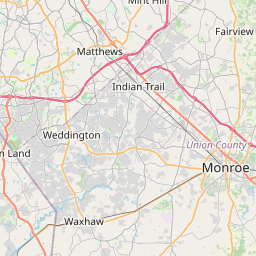 Mint Hill
Fairview
Matthews
Indian Trail
Weddington
Union County
n Land
Monroe
Waxhaw